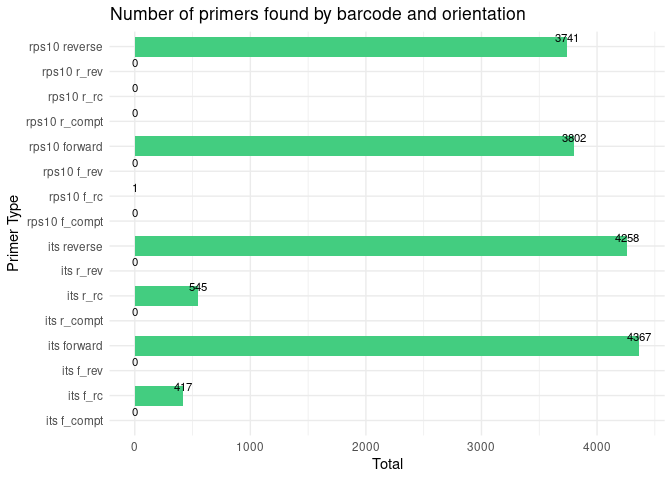 Number of primers found by barcode and orientation
rps10 reverse 3741
rps10 r_rev 0
rps10 r_rc 0
rps10 r_compt 0
rps10 forward 3802
rps10 f_rev 0
rps10 f_rc 1
rps10 f_compt 0
its reverse 4258
its r_rev 0
its r_rc 545
its r_compt 0
its forward 4367
its f_rev 0
its f_rc 417
its f_compt 0
Primer Type
0 1000 2000 3000 4000
Total